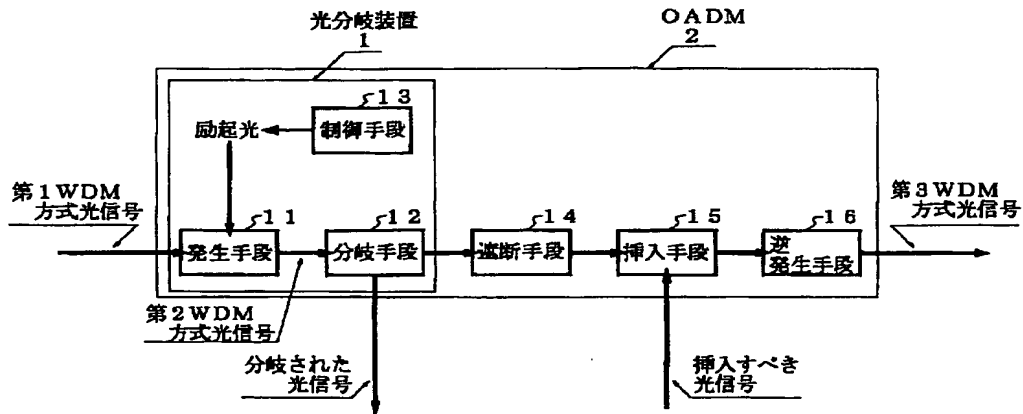 光分岐装置
1
OADM
2
13
励起光
制御手段
第1WDM
方式光信号
第3WDM
方式光信号
11
12
14
15
16
発生手段
分岐手段
遮断手段
挿入手段
逆
発生手段
第2WDM
方式光信号
分岐された
光信号
挿入すべき
光信号